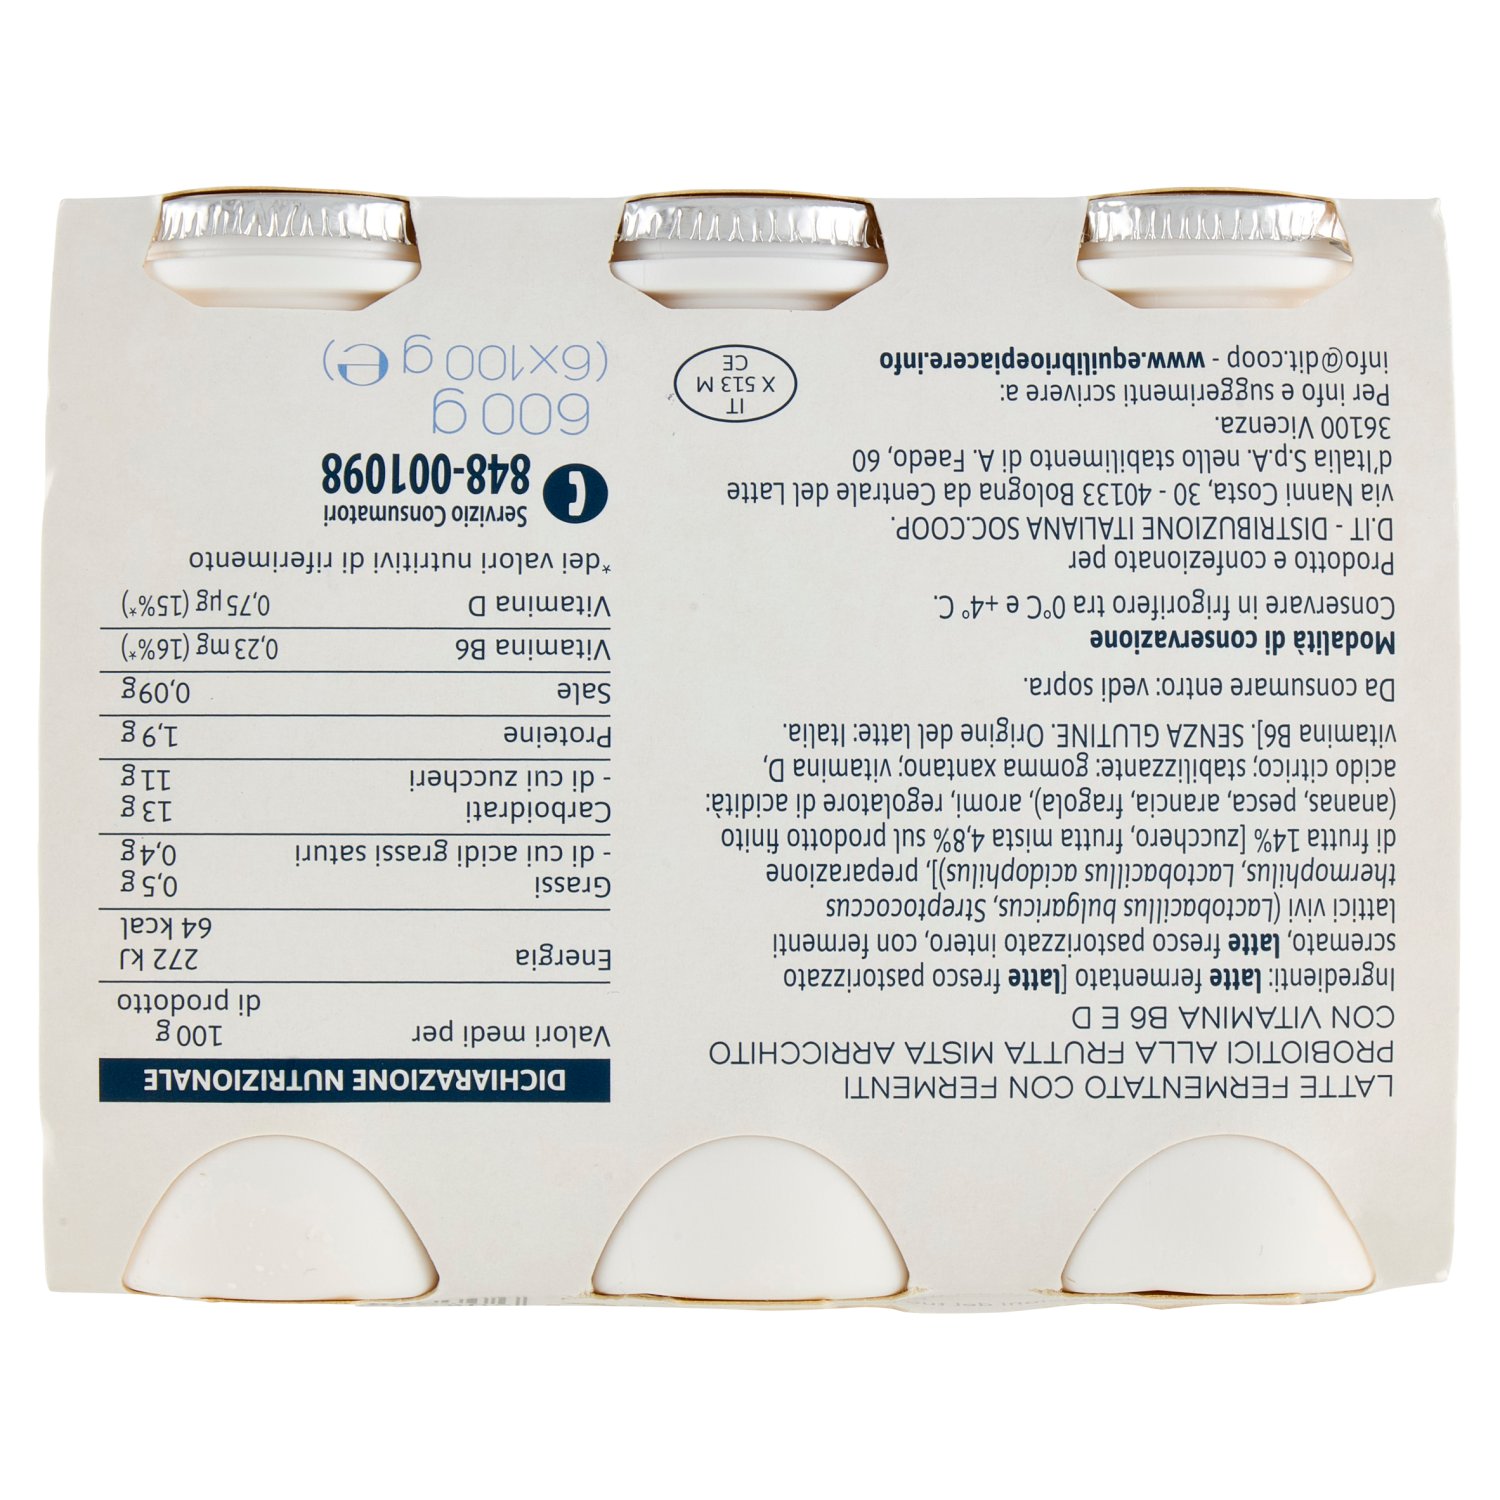 LATTE FERMENTATO CON FERMENTI
PROBIOTICI ALLA FRUTTA MISTA ARRICCHITO
CON VITAMINA B6 E D
Ingredienti: latte fermentato [latte fresco pastorizzato
scremato, latte fresco pastorizzato intero, con fermenti
lattici vivi (Lactobacillus bulgaricus, Streptococcus
thermophilus, Lactobacillus acidophilus)], preparazione
di frutta 14% [zucchero, frutta mista 4,8% sul prodotto finito
(ananas, pesca, arancia, fragola), aromi, regolatore di acidità:
acido citrico; stabilizzante: gomma xantano; vitamina D,
vitamina B6]. SENZA GLUTINE. Origine del latte: Italia.
Da consumare entro: vedi sopra.
Modalità di conservazione
Conservare in frigorifero tra 0°C e +4°C.
Prodotto e confezionato per
D.IT - DISTRIBUZIONE ITALIANA SOC.COOP.
via Nanni Costa, 30 - 40133 Bologna da Centrale del Latte
d'Italia S.p.A. nello stabilimento di A. Faedo, 60
36100 Vicenza.
Per info e suggerimenti scrivere a:
info@dit.coop - www.equilibrioepiacere.info
IT
X 513 M
CE
DICHIARAZIONE NUTRIZIONALE
Valori medi per 100 g
di prodotto
Energia 272 kJ
64 kcal
Grassi 0,5 g
- di cui acidi grassi saturi 0,4 g
Carboidrati 13 g
- di cui zuccheri 11 g
Proteine 1,9 g
Sale 0,09 g
Vitamina B6 0,23 mg (16%*)
Vitamina D 0,75 µg (15%*)
*dei valori nutritivi di riferimento
Servizio Consumatori
848-001098
600 g
(6x100 g ℮)